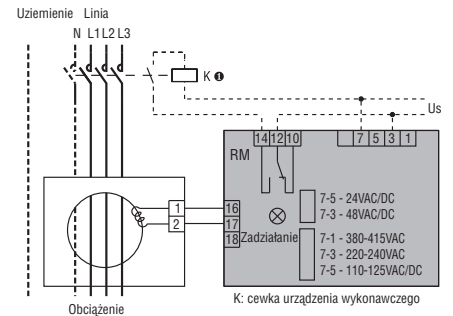 Uziemienie Linia
N L1 L2 L3
K ❶
Us
14 12 10
7 5 3 1
RM
1
2
16
17
18
Zadziałanie
7-5 - 24VAC/DC
7-3 - 48VAC/DC
7-1 - 380-415VAC
7-3 - 220-240VAC
7-5 - 110-125VAC/DC
Obciążenie
K: cewka urządzenia wykonawczego